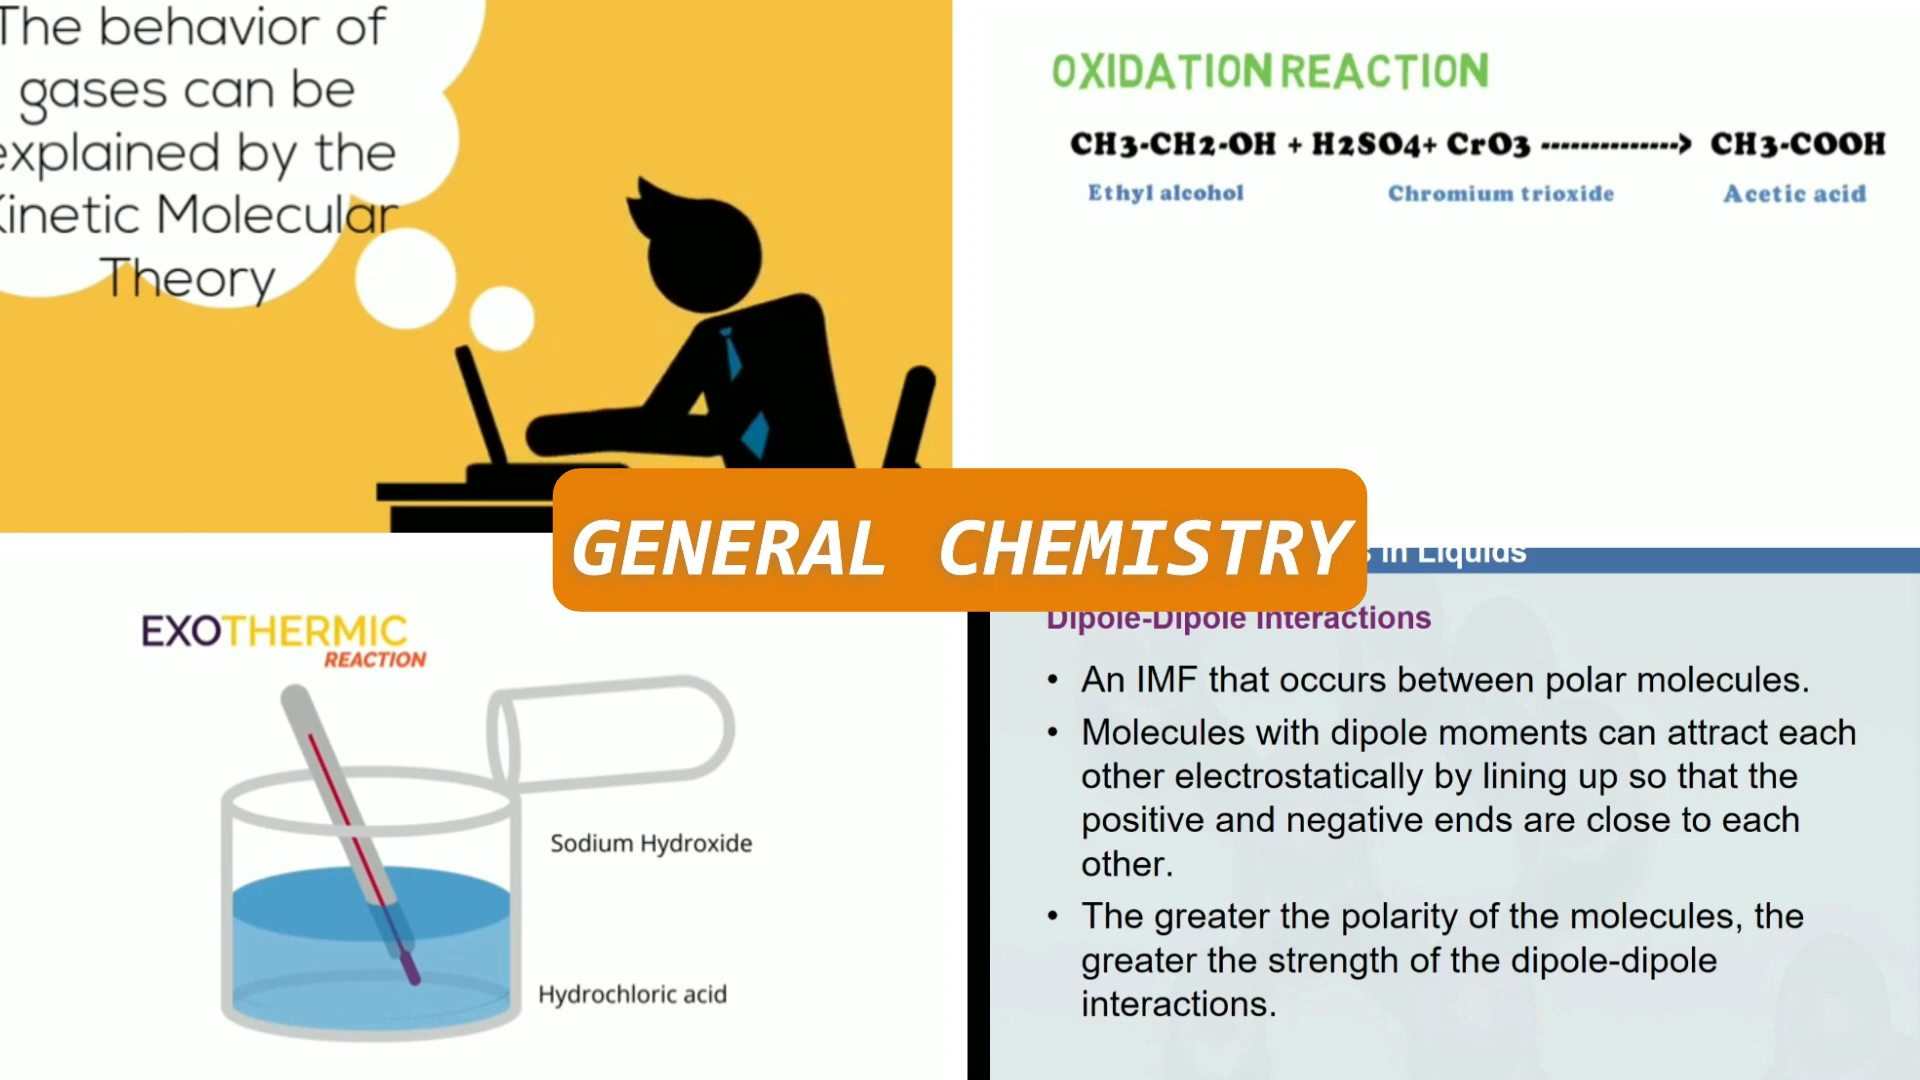 The behavior of
gases can be
explained by the
Kinetic Molecular
Theory
OXIDATION REACTION
CH3-CH2-OH + H2SO4+ CrO3 --------------> CH3-COOH
Ethyl alcohol Chromium trioxide Acetic acid
GENERAL CHEMISTRY
EXOTHERMIC
REACTION
Sodium Hydroxide
Hydrochloric acid
in Liquids
Dipole-Dipole Interactions
• An IMF that occurs between polar molecules.
• Molecules with dipole moments can attract each
other electrostatically by lining up so that the
positive and negative ends are close to each
other.
• The greater the polarity of the molecules, the
greater the strength of the dipole-dipole
interactions.